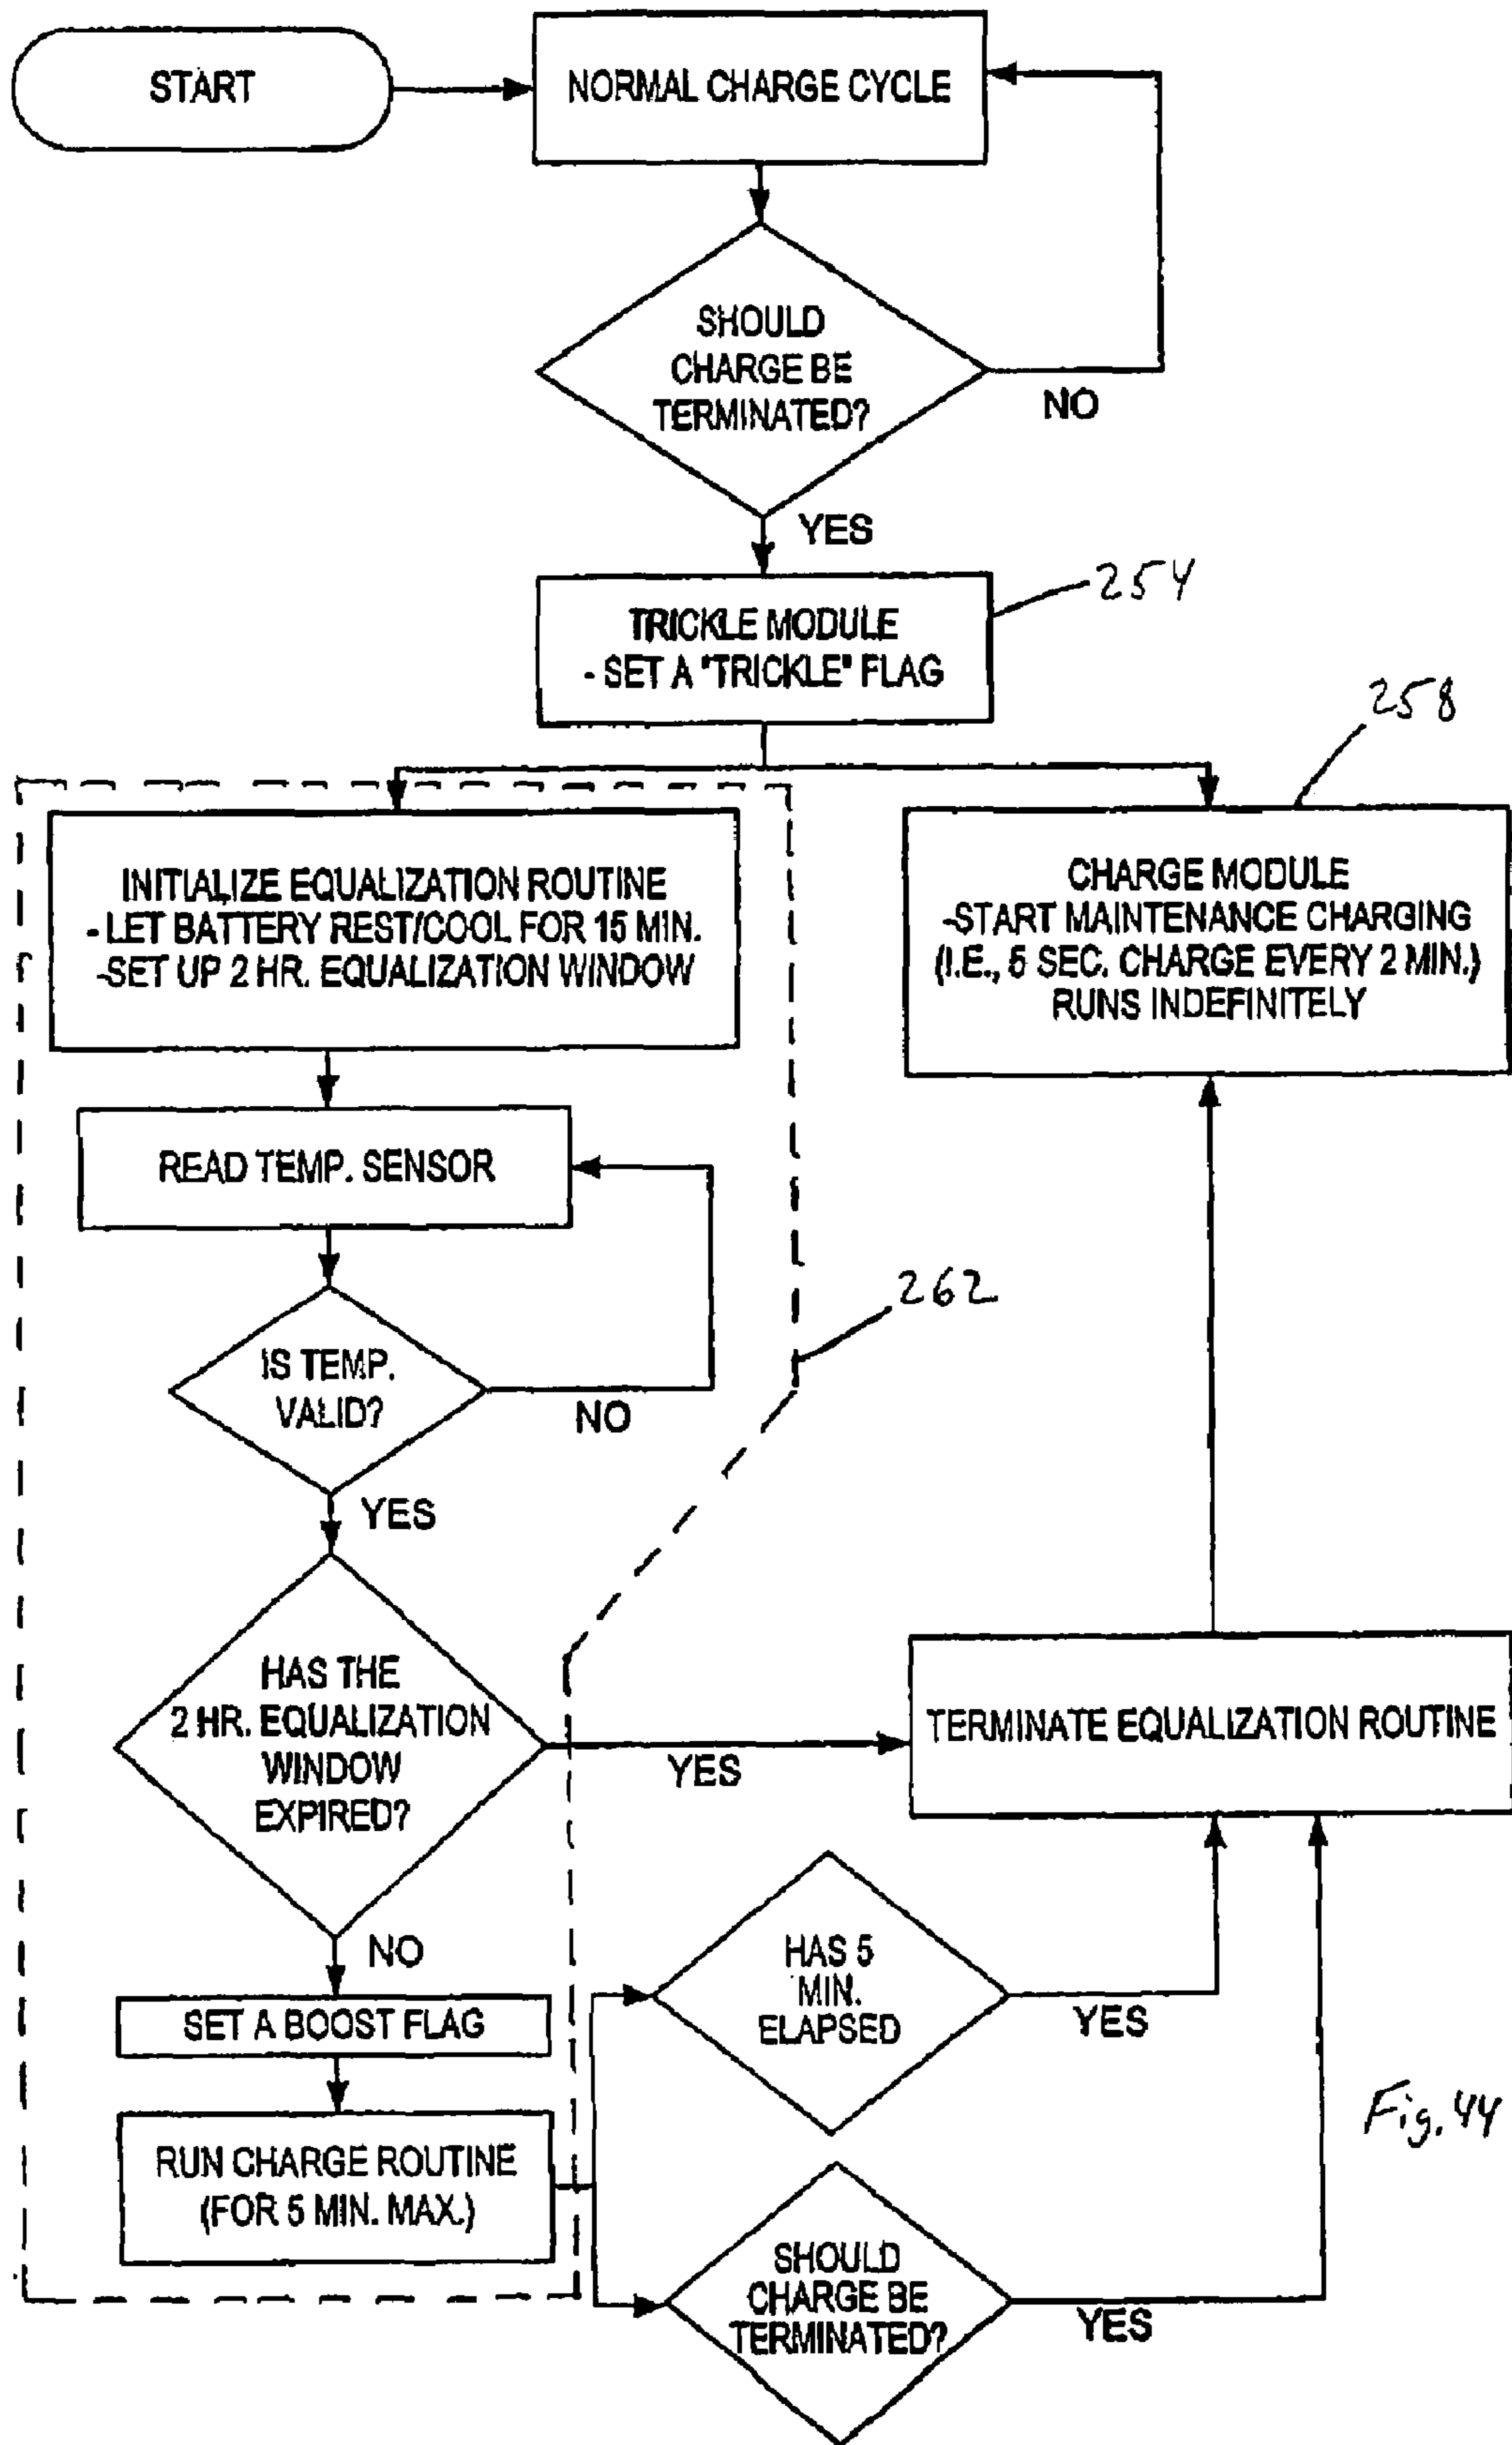 START
NORMAL CHARGE CYCLE
SHOULD
CHARGE BE
TERMINATED?
NO
YES
254
TRICKLE MODULE
- SET A "TRICKLE" FLAG
258
INITIALIZE EQUALIZATION ROUTINE
- LET BATTERY REST/COOL FOR 15 MIN.
-SET UP 2 HR. EQUALIZATION WINDOW
CHARGE MODULE
-START MAINTENANCE CHARGING
(I.E., 5 SEC. CHARGE EVERY 2 MIN.)
RUNS INDEFINITELY
READ TEMP. SENSOR
262
IS TEMP.
VALID?
NO
YES
HAS THE
2 HR. EQUALIZATION
WINDOW
EXPIRED?
YES
TERMINATE EQUALIZATION ROUTINE
NO
SET A BOOST FLAG
HAS 5
MIN.
ELAPSED
YES
RUN CHARGE ROUTINE
(FOR 5 MIN. MAX.)
Fig. 44
SHOULD
CHARGE BE
TERMINATED?
YES